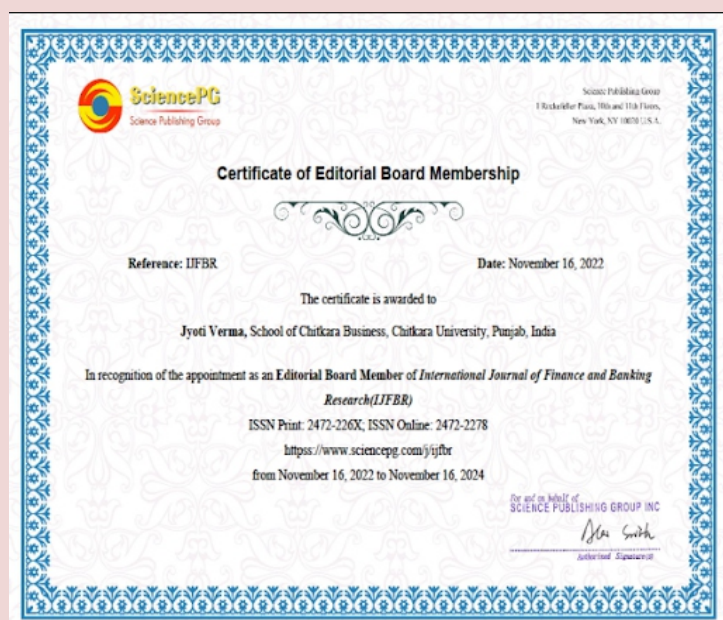 SciencePG
Science Publishing Group
Science Publishing Group
1 Rockefeller Plaza, 10th and 11th Floors,
New York, NY 10020 U.S.A.
Certificate of Editorial Board Membership
Reference: IJFBR
Date: November 16, 2022
The certificate is awarded to
Jyoti Verma, School of Chitkara Business, Chitkara University, Punjab, India
In recognition of the appointment as an Editorial Board Member of International Journal of Finance and Banking
Research(IJFBR)
ISSN Print: 2472-226X; ISSN Online: 2472-2278
httpss://www.sciencepg.com/j/ijfbr
from November 16, 2022 to November 16, 2024
For and on behalf of
SCIENCE PUBLISHING GROUP INC
Alex Smith
Authorized Signature(s)